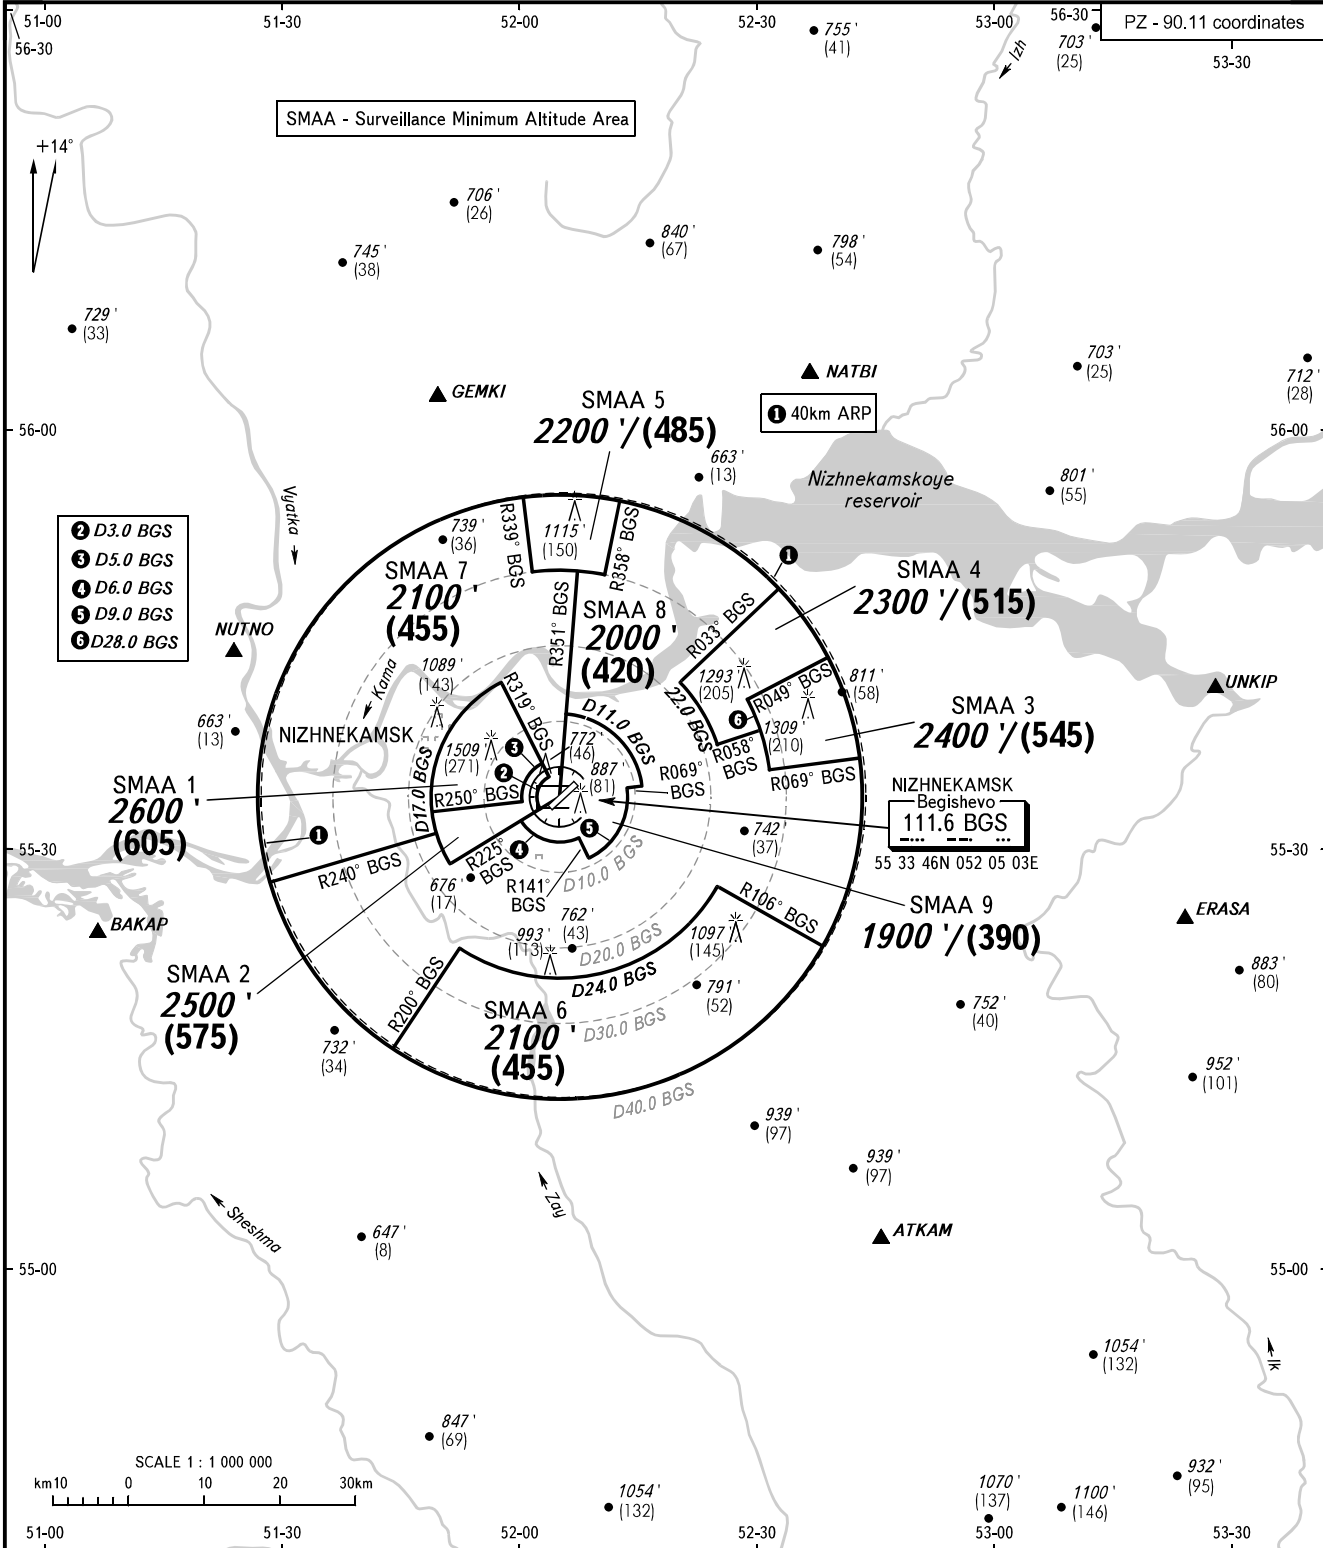 51-00
51-30
52-00
52-30
53-00
56-30
PZ - 90.11 coordinates
56-30
53-30
755 '
(41)
703 '
(25)
Izh
SMAA - Surveillance Minimum Altitude Area
+14°
706 '
(26)
745 '
(38)
840 '
(67)
798 '
(54)
729 '
(33)
703 '
(25)
712 '
(28)
NATBI
GEMKI
❶ 40km ARP
SMAA 5
2200 '/(485)
56-00
56-00
663 '
(13)
Nizhnekamskoye
reservoir
801 '
(55)
Vyatka
❷ D3.0 BGS
❸ D5.0 BGS
❹ D6.0 BGS
❺ D9.0 BGS
❻ D28.0 BGS
739 '
(36)
R339° BGS
1115 '
(150)
R358° BGS
❶
SMAA 7
2100 '
(455)
R351° BGS
SMAA 8
2000 '
(420)
SMAA 4
2300 '/(515)
R033° BGS
NUTNO
1089 '
(143)
Kama
R319° BGS
1293 '
(205)
R049° BGS
811 '
(58)
UNKIP
22.0 BGS
❻
1309 '
(210)
SMAA 3
2400 '/(545)
663 '
(13)
NIZHNEKAMSK
D11.0 BGS
R058°
BGS
1509 '
(271)
❸
772 '
(46)
887
(81)
❷
R069°
BGS
R069° BGS
D17.0 BGS
R250° BGS
SMAA 1
2600 '
(605)
NIZHNEKAMSK
Begishevo
111.6 BGS
55 33 46N 052 05 03E
❶
742 '
(37)
❺
❹
55-30
55-30
R240° BGS
R225°
BGS
676 '
(17)
R141°
BGS
D10.0 BGS
R106° BGS
SMAA 9
1900 '/(390)
ERASA
BAKAP
762 '
(43)
993 '
(113)
D20.0 BGS
1097 '
(145)
SMAA 2
2500 '
(575)
D24.0 BGS
791 '
(52)
883 '
(80)
R200° BGS
SMAA 6
2100 '
(455)
D30.0 BGS
752 '
(40)
732 '
(34)
952 '
(101)
D40.0 BGS
939 '
(97)
939 '
(97)
Zay
Sheshma
647 '
(8)
ATKAM
55-00
55-00
1054 '
(132)
Ik
847 '
(69)
SCALE 1 : 1 000 000
km10
0
10
20
30km
1054 '
(132)
1070 '
(137)
1100 '
(146)
932 '
(95)
51-00
51-30
52-00
52-30
53-00
53-30